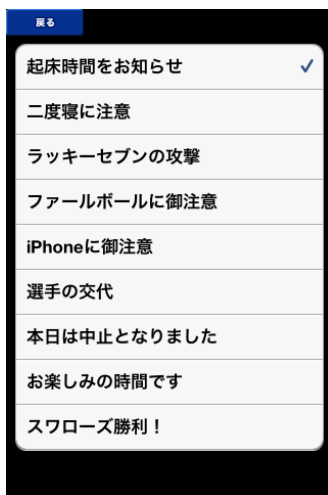 戻る
起床時間をお知らせ
二度寝に注意
ラッキーセブンの攻撃
ファールボールに御注意
iPhoneに御注意
選手の交代
本日は中止となりました
お楽しみの時間です
スワローズ勝利！